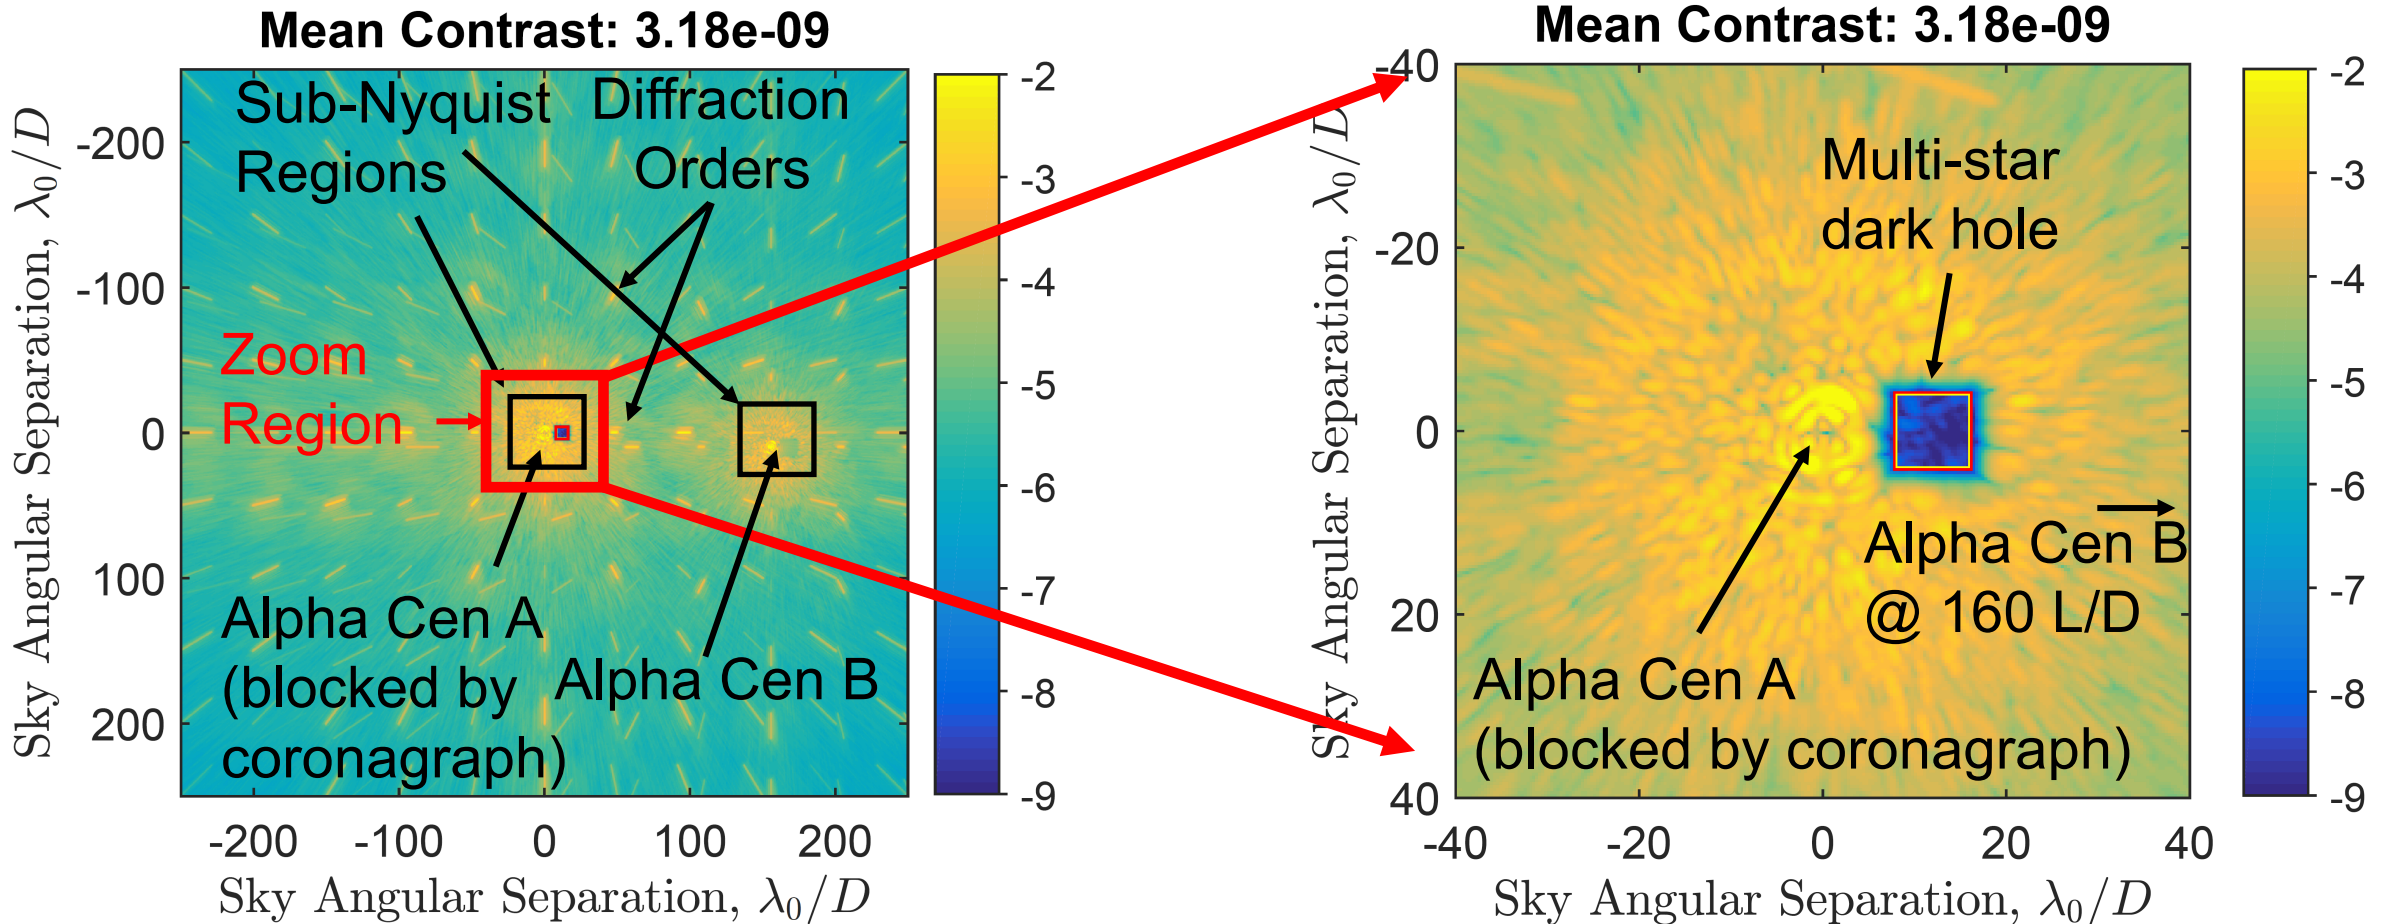 Mean Contrast: 3.18e-09
Sky Angular Separation, λ₀/D
-200
-100
0
100
200
Sub-Nyquist
Regions
Diffraction
Orders
Zoom
Region
Alpha Cen A
(blocked by
coronagraph)
Alpha Cen B
-200
-100
0
100
200
Sky Angular Separation, λ₀/D
-2
-3
-4
-5
-6
-7
-8
-9
Mean Contrast: 3.18e-09
Sky Angular Separation, λ₀/D
-40
-20
0
20
40
Multi-star
dark hole
Alpha Cen B
@ 160 L/D
Alpha Cen A
(blocked by coronagraph)
-40
-20
0
20
40
Sky Angular Separation, λ₀/D
-2
-3
-4
-5
-6
-7
-8
-9